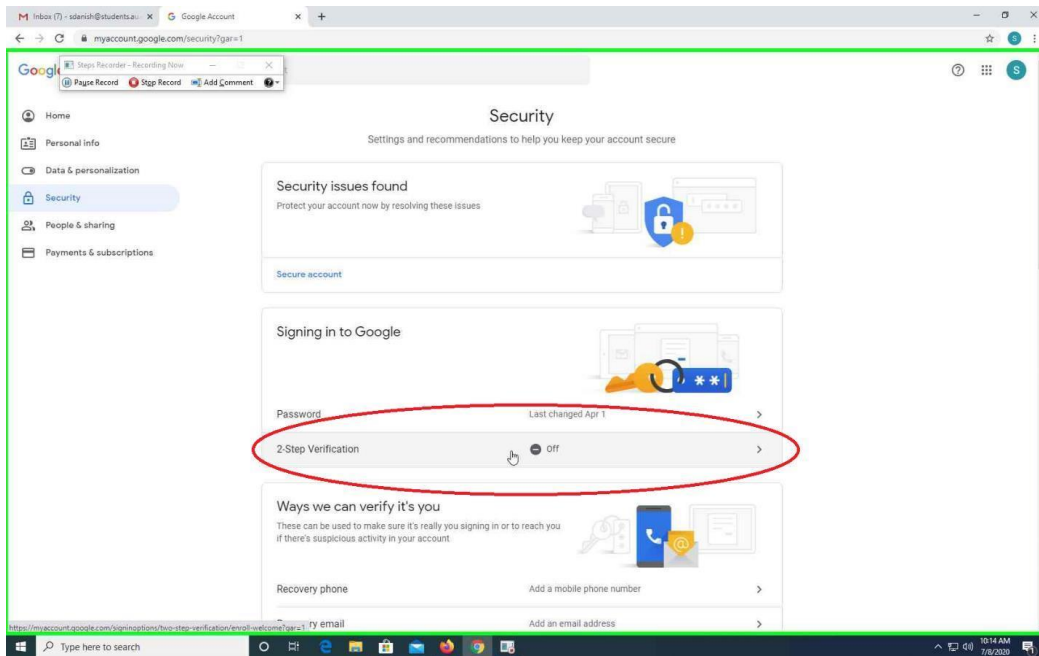 Inbox (7) - sdanish@students.au
Google Account
myaccount.google.com/security?gar=1
Steps Recorder - Recording Now
Pause Record
Stop Record
Add Comment
S
S
Home
Personal info
Data & personalization
Security
People & sharing
Payments & subscriptions
Security
Settings and recommendations to help you keep your account secure
Security issues found
Protect your account now by resolving these issues
Secure account
Signing in to Google
Password
Last changed Apr 1
2-Step Verification
Off
Ways we can verify it's you
These can be used to make sure it's really you signing in or to reach you
if there's suspicious activity in your account
Recovery phone
Add a mobile phone number
ry email
Add an email address
https://myaccount.google.com/signinoptions/two-step-verification/enroll-welcome?gar=1
Type here to search
10:14 AM
7/8/2020